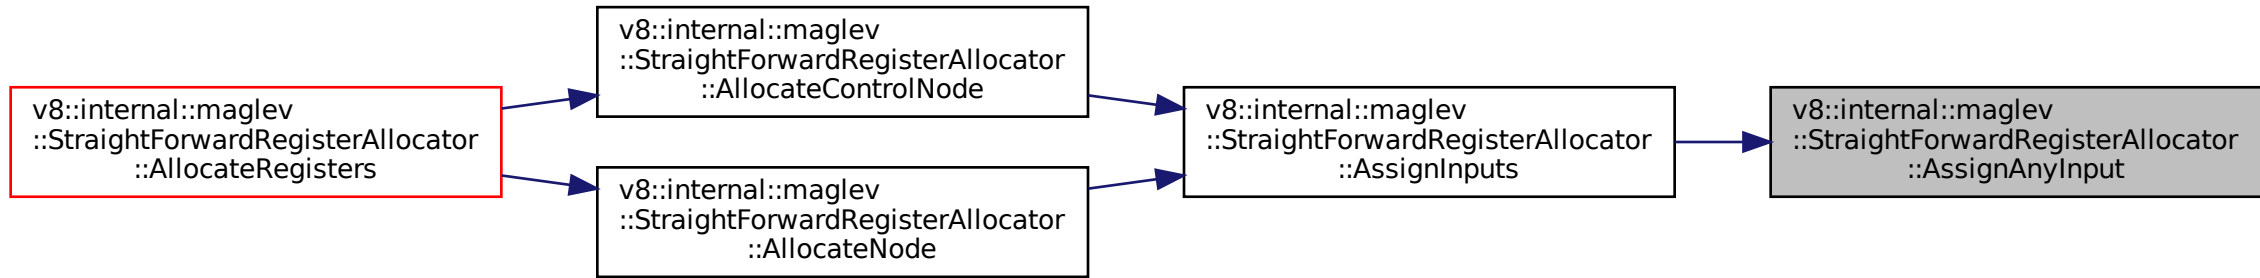 v8::internal::maglev
::StraightForwardRegisterAllocator
::AllocateRegisters
v8::internal::maglev
::StraightForwardRegisterAllocator
::AllocateControlNode
v8::internal::maglev
::StraightForwardRegisterAllocator
::AllocateNode
v8::internal::maglev
::StraightForwardRegisterAllocator
::AssignInputs
v8::internal::maglev
::StraightForwardRegisterAllocator
::AssignAnyInput